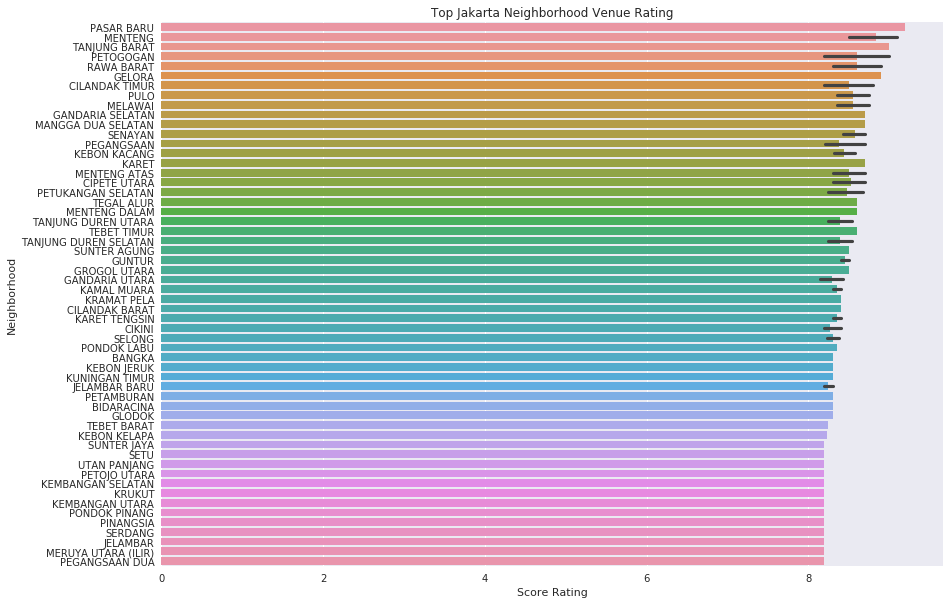 Top Jakarta Neighborhood Venue Rating
PASAR BARU
MENTENG
TANJUNG BARAT
PETOGOGAN
RAWA BARAT
GELORA
CILANDAK TIMUR
PULO
MELAWAI
GANDARIA SELATAN
MANGGA DUA SELATAN
SENAYAN
PEGANGSAAN
KEBON KACANG
KARET
MENTENG ATAS
CIPETE UTARA
PETUKANGAN SELATAN
TEGAL ALUR
MENTENG DALAM
TANJUNG DUREN UTARA
TEBET TIMUR
TANJUNG DUREN SELATAN
SUNTER AGUNG
GUNTUR
GROGOL UTARA
GANDARIA UTARA
KAMAL MUARA
KRAMAT PELA
CILANDAK BARAT
KARET TENGSIN
CIKINI
SELONG
PONDOK LABU
BANGKA
KEBON JERUK
KUNINGAN TIMUR
JELAMBAR BARU
PETAMBURAN
BIDARACINA
GLODOK
TEBET BARAT
KEBON KELAPA
SUNTER JAYA
SETU
UTAN PANJANG
PETOJO UTARA
KEMBANGAN SELATAN
KRUKUT
KEMBANGAN UTARA
PONDOK PINANG
PINANGSIA
SERDANG
JELAMBAR
MERUYA UTARA (ILIR)
PEGANGSAAN DUA
Neighborhood
0 2 4 6 8
Score Rating